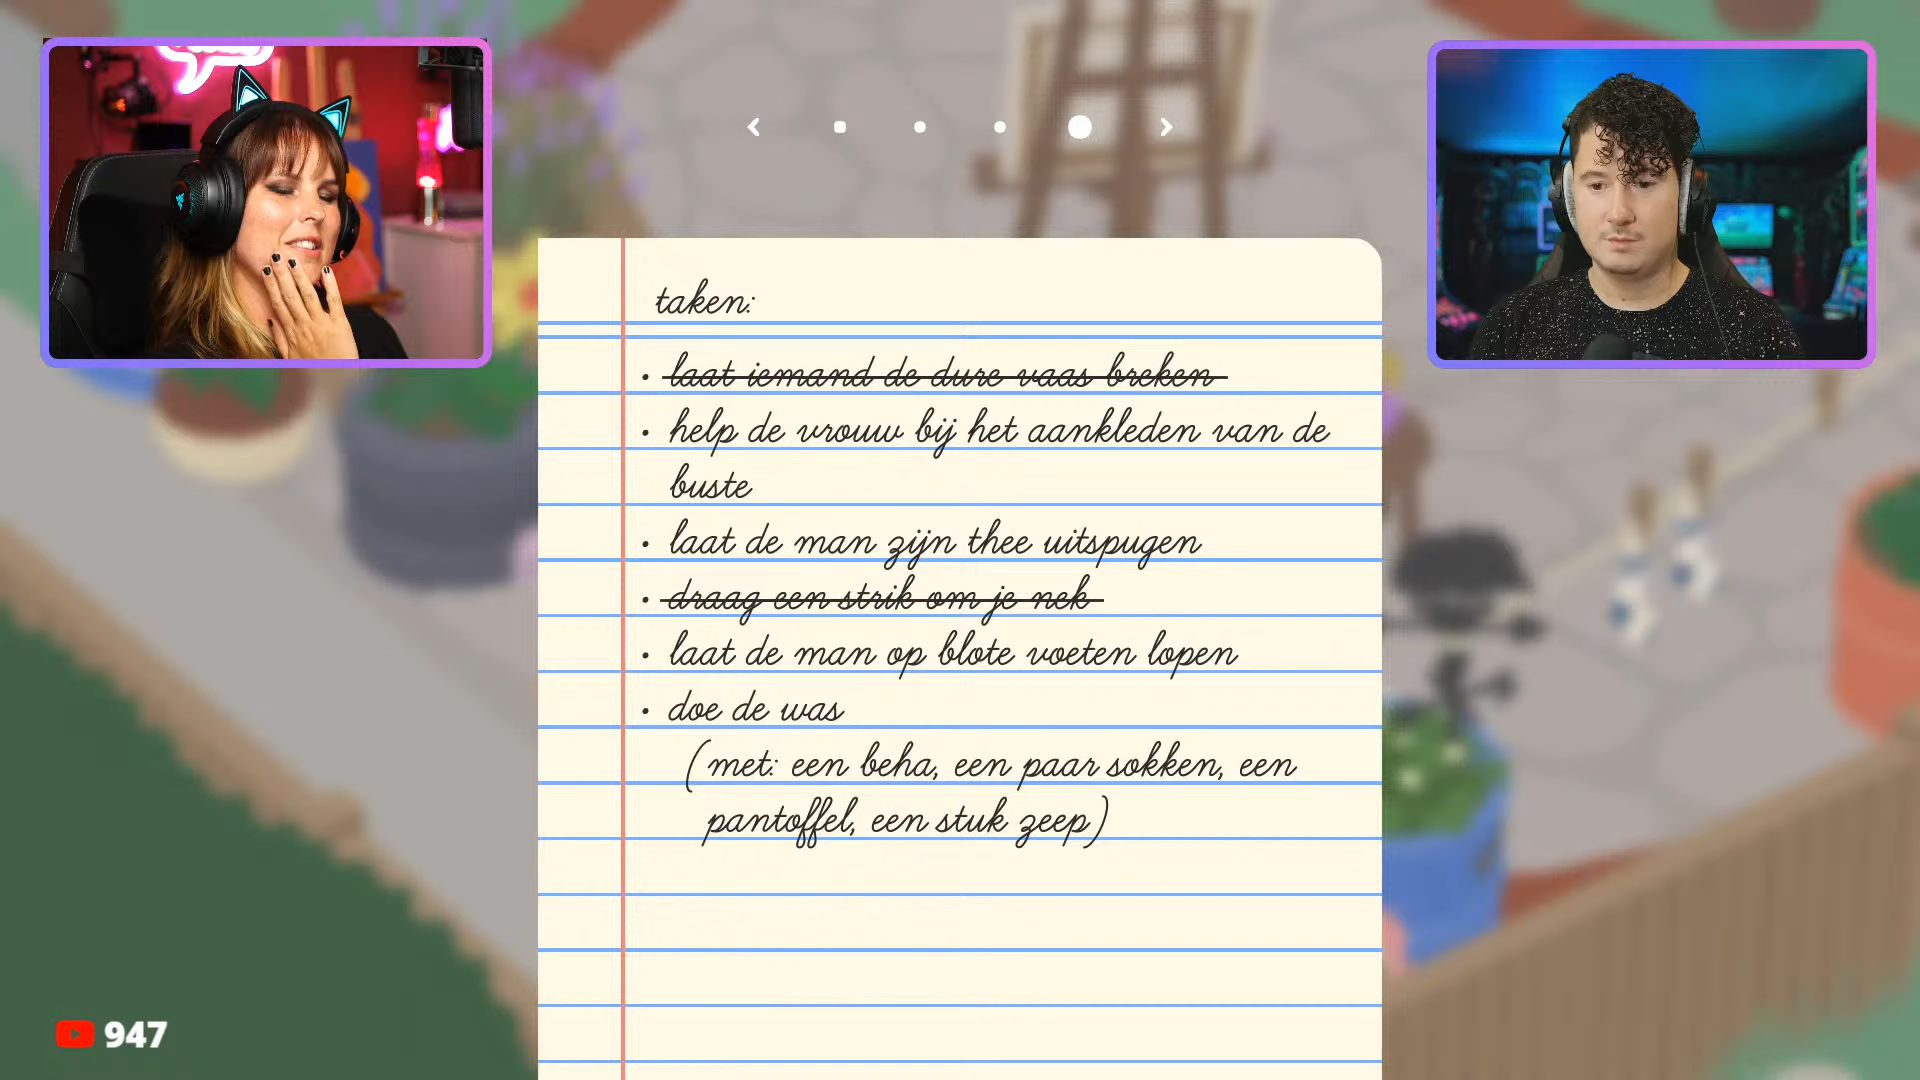 taken:
• laat iemand de dure vaas breken
• help de vrouw bij het aankleden van de
buste
• laat de man zijn thee uitspugen
• draag een strik om je nek
• laat de man op blote voeten lopen
• doe de was
(met: een beha, een paar sokken, een
pantoffel, een stuk zeep)
947